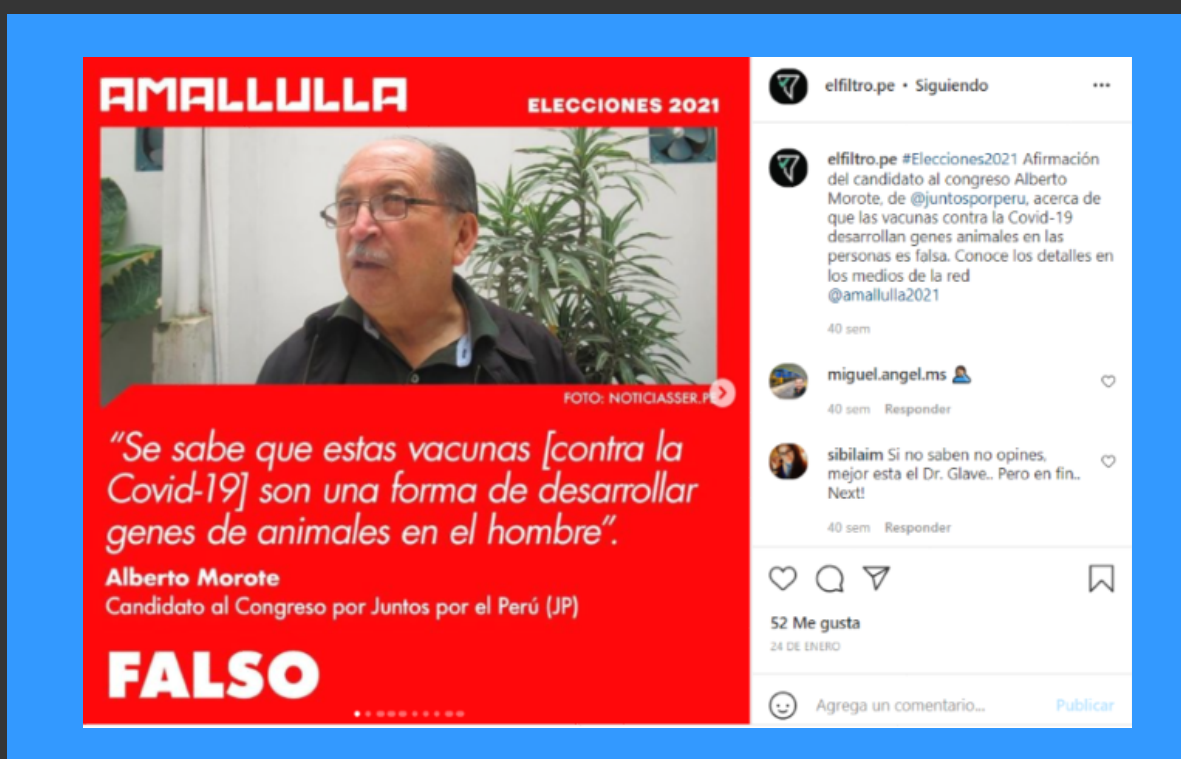 AMALLULLA
ELECCIONES 2021
FOTO: NOTICIASSER.P
“Se sabe que estas vacunas [contra la
Covid-19] son una forma de desarrollar
genes de animales en el hombre”.
Alberto Morote
Candidato al Congreso por Juntos por el Perú (JP)
FALSO
elfiltro.pe • Siguiendo
elfiltro.pe #Elecciones2021 Afirmación
del candidato al congreso Alberto
Morote, de @juntosporperu, acerca de
que las vacunas contra la Covid-19
desarrollan genes animales en las
personas es falsa. Conoce los detalles en
los medios de la red
@amallulla2021
40 sem
miguel.angel.ms
40 sem Responder
sibilaim Si no saben no opines,
mejor esta el Dr. Glave.. Pero en fin..
Next!
40 sem Responder
52 Me gusta
24 DE ENERO
Agrega un comentario... Publicar